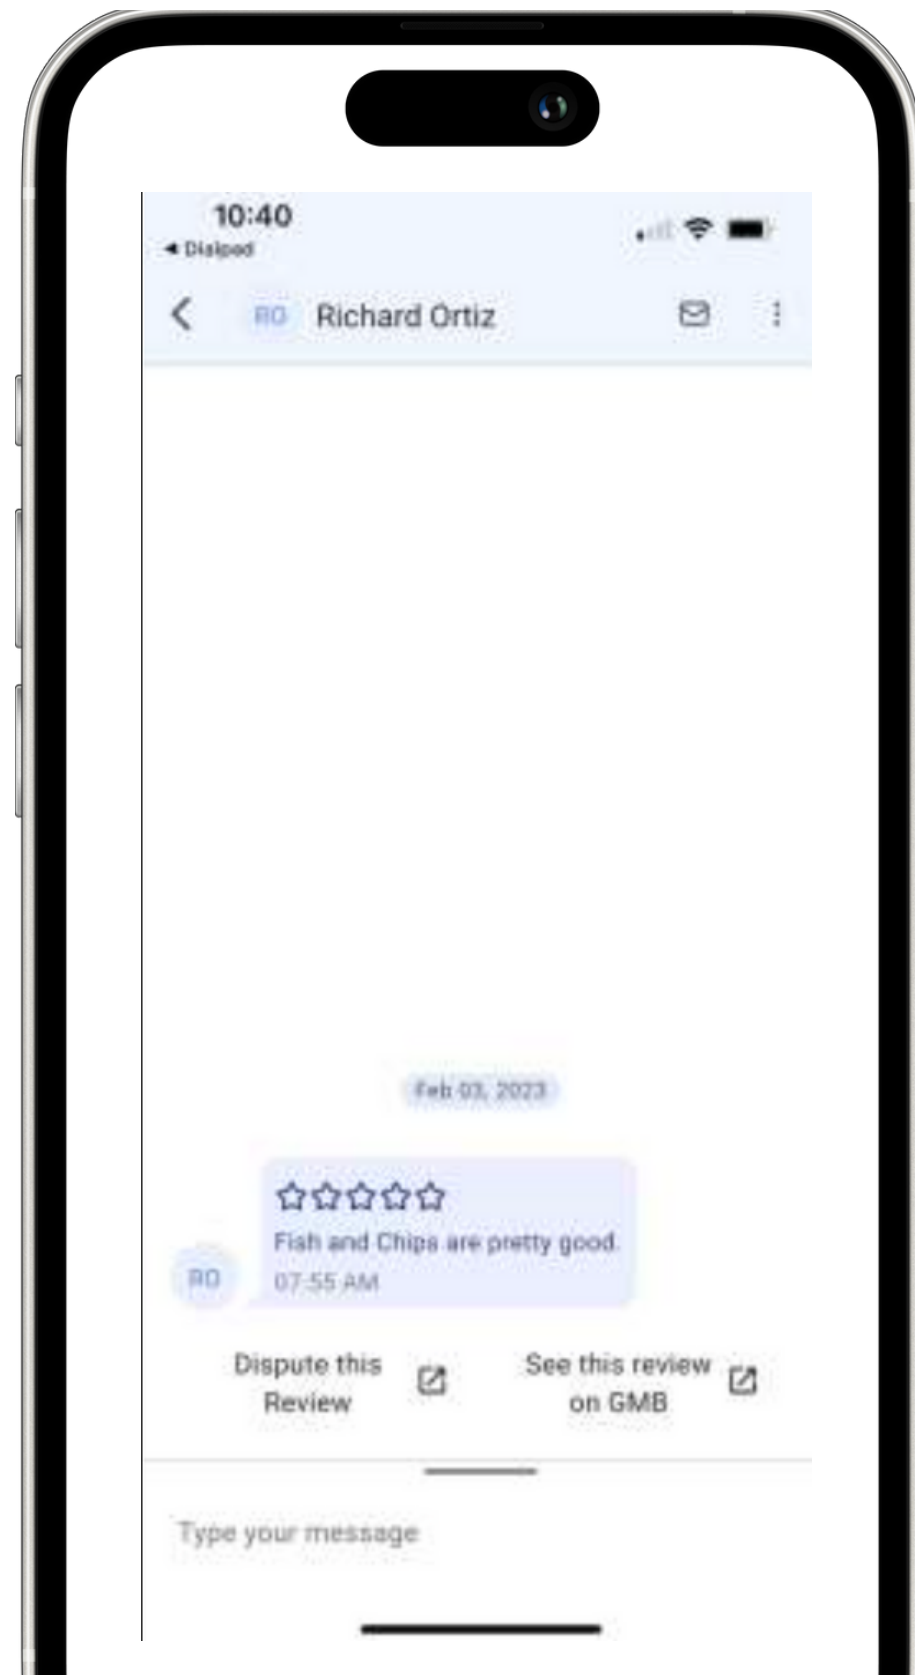 10:40
◀ Dialpad
RO Richard Ortiz
Feb 03, 2023
Fish and Chips are pretty good.
RO
07:55 AM
Dispute this
Review
See this review
on GMB
Type your message